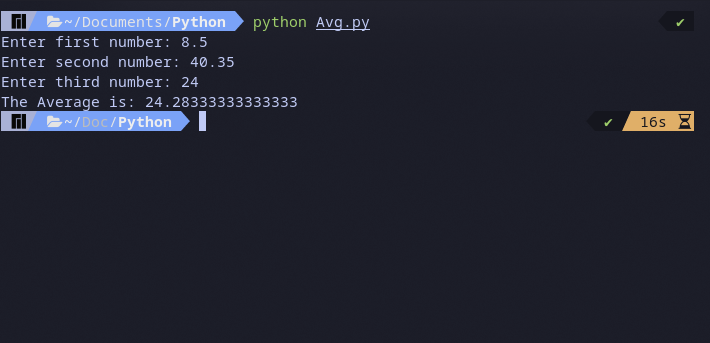 ~/Documents/Python python Avg.py ✔
Enter first number: 8.5
Enter second number: 40.35
Enter third number: 24
The Average is: 24.28333333333333
~/Doc/Python ✔ 16s